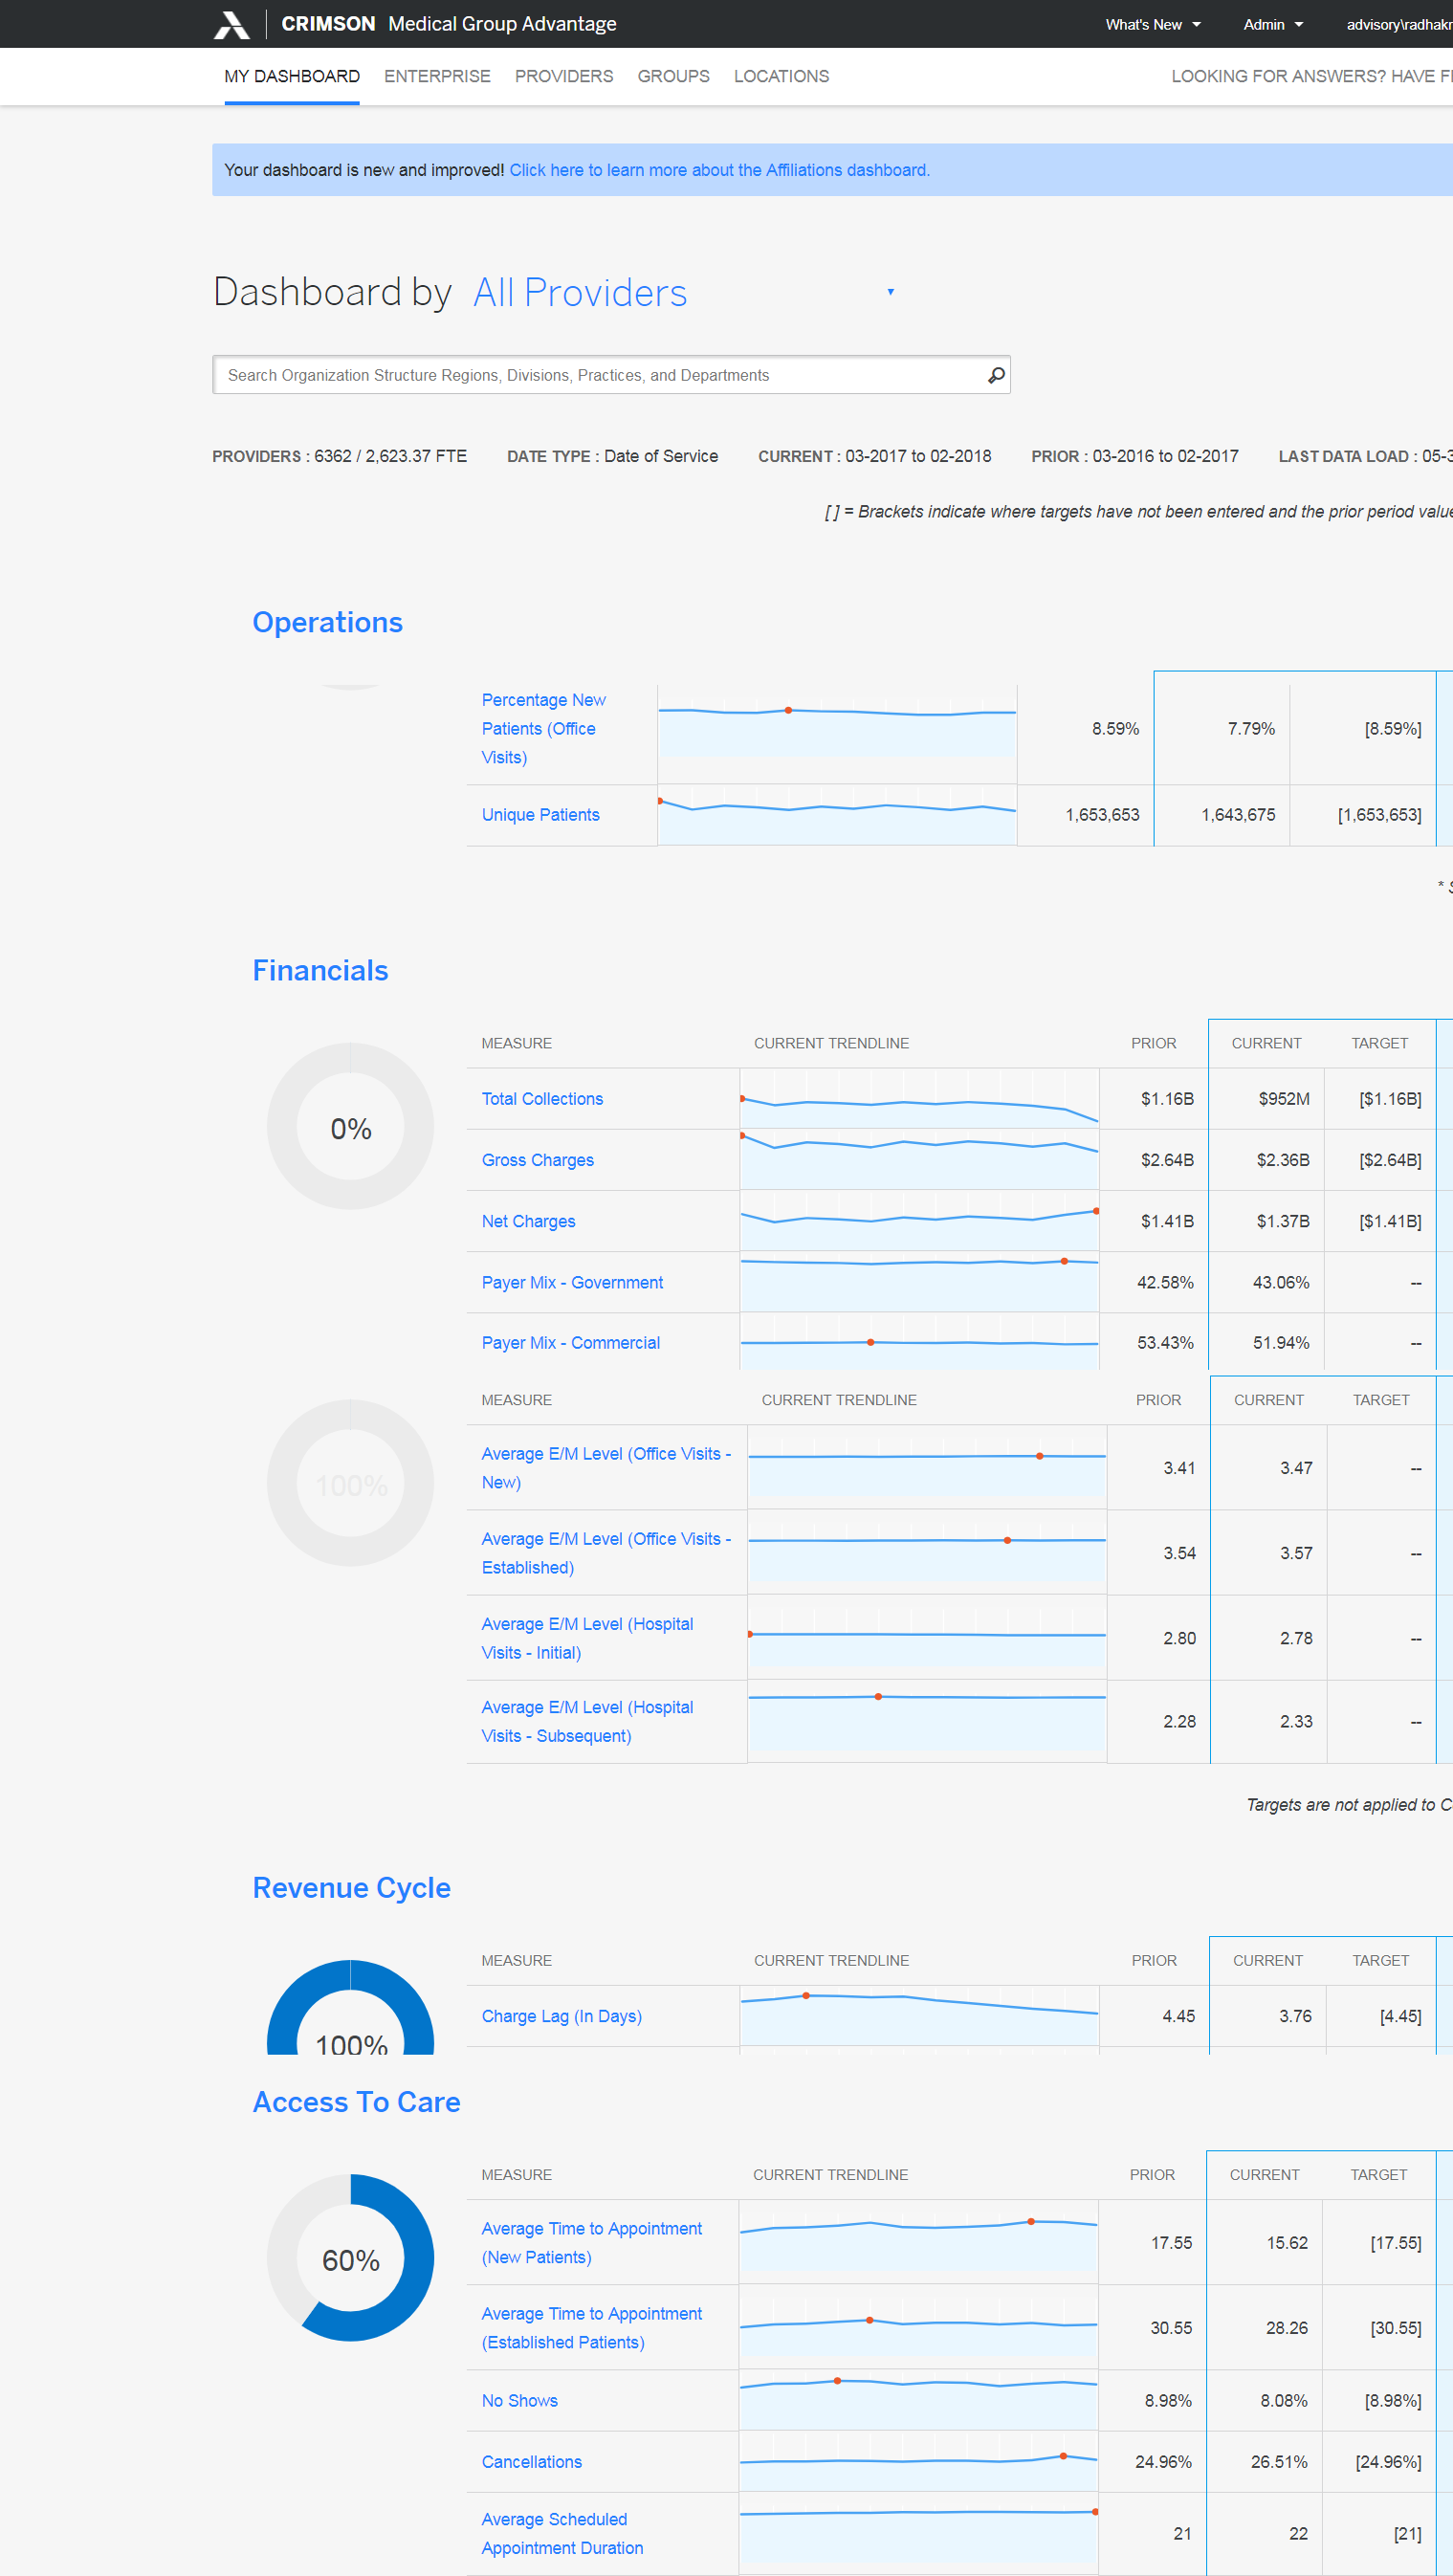 CRIMSON Medical Group Advantage What's New Admin
MY DASHBOARD ENTERPRISE PROVIDERS GROUPS LOCATIONS LOOKING FOR ANSWERS? HAVE
Your dashboard is new and improved! Click here to learn more about the Affiliations dashboard.
Dashboard by All Providers
Search Organization Structure Regions, Divisions, Practices, and Departments
PROVIDERS : 6362 / 2,623.37 FTE DATE TYPE : Date of Service CURRENT : 03-2017 to 02-2018 PRIOR : 03-2016 to 02-2017 LAST DATA LOAD :
[ ] = Brackets indicate where targets have not been entered and the prior period
Operations
Percentage New
Patients (Office
Visits) 8.59% 7.79% [8.59%]
Unique Patients 1,653,653 1,643,675 [1,653,653]
*
Financials
MEASURE CURRENT TRENDLINE PRIOR CURRENT TARGET
0%
Total Collections $1.16B $952M [$1.16B]
Gross Charges $2.64B $2.36B [$2.64B]
Net Charges $1.41B $1.37B [$1.41B]
Payer Mix - Government 42.58% 43.06% --
Payer Mix - Commercial 53.43% 51.94% --
MEASURE CURRENT TRENDLINE PRIOR CURRENT TARGET
100%
Average E/M Level (Office Visits -
New) 3.41 3.47 --
Average E/M Level (Office Visits -
Established) 3.54 3.57 --
Average E/M Level (Hospital
Visits - Initial) 2.80 2.78 --
Average E/M Level (Hospital
Visits - Subsequent) 2.28 2.33 --
Targets are not applied to
Revenue Cycle
MEASURE CURRENT TRENDLINE PRIOR CURRENT TARGET
100%
Charge Lag (In Days) 4.45 3.76 [4.45]
Access To Care
MEASURE CURRENT TRENDLINE PRIOR CURRENT TARGET
60%
Average Time to Appointment
(New Patients) 17.55 15.62 [17.55]
Average Time to Appointment
(Established Patients) 30.55 28.26 [30.55]
No Shows 8.98% 8.08% [8.98%]
Cancellations 24.96% 26.51% [24.96%]
Average Scheduled
Appointment Duration 21 22 [21]